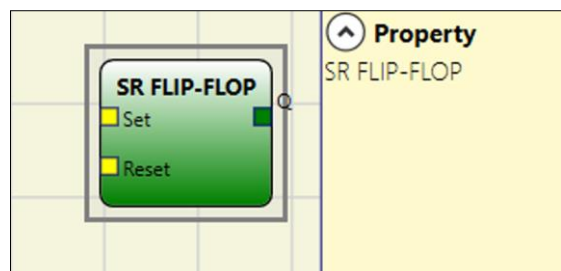 SR FLIP-FLOP
Q
Set
Reset
Property
SR FLIP-FLOP